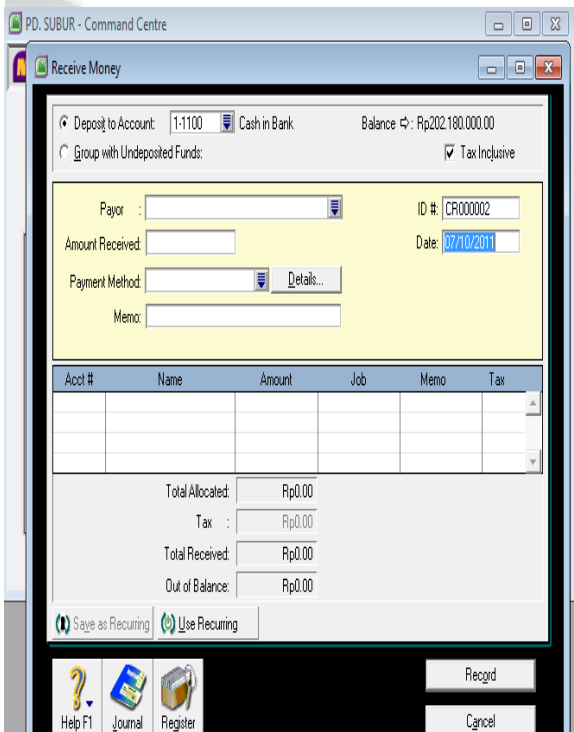 PD. SUBUR - Command Centre
Receive Money
Deposit to Account: 1-1100 Cash in Bank Balance ➪: Rp202.180.000.00
Group with Undeposited Funds: Tax Inclusive
Payor : ID #: CR000002
Amount Received: Date: 07/10/2011
Payment Method: Details...
Memo:
Acct # Name Amount Job Memo Tax
Total Allocated: Rp0.00
Tax : Rp0.00
Total Received: Rp0.00
Out of Balance: Rp0.00
Save as Recurring Use Recurring
Record
Help F1 Journal Register Cancel